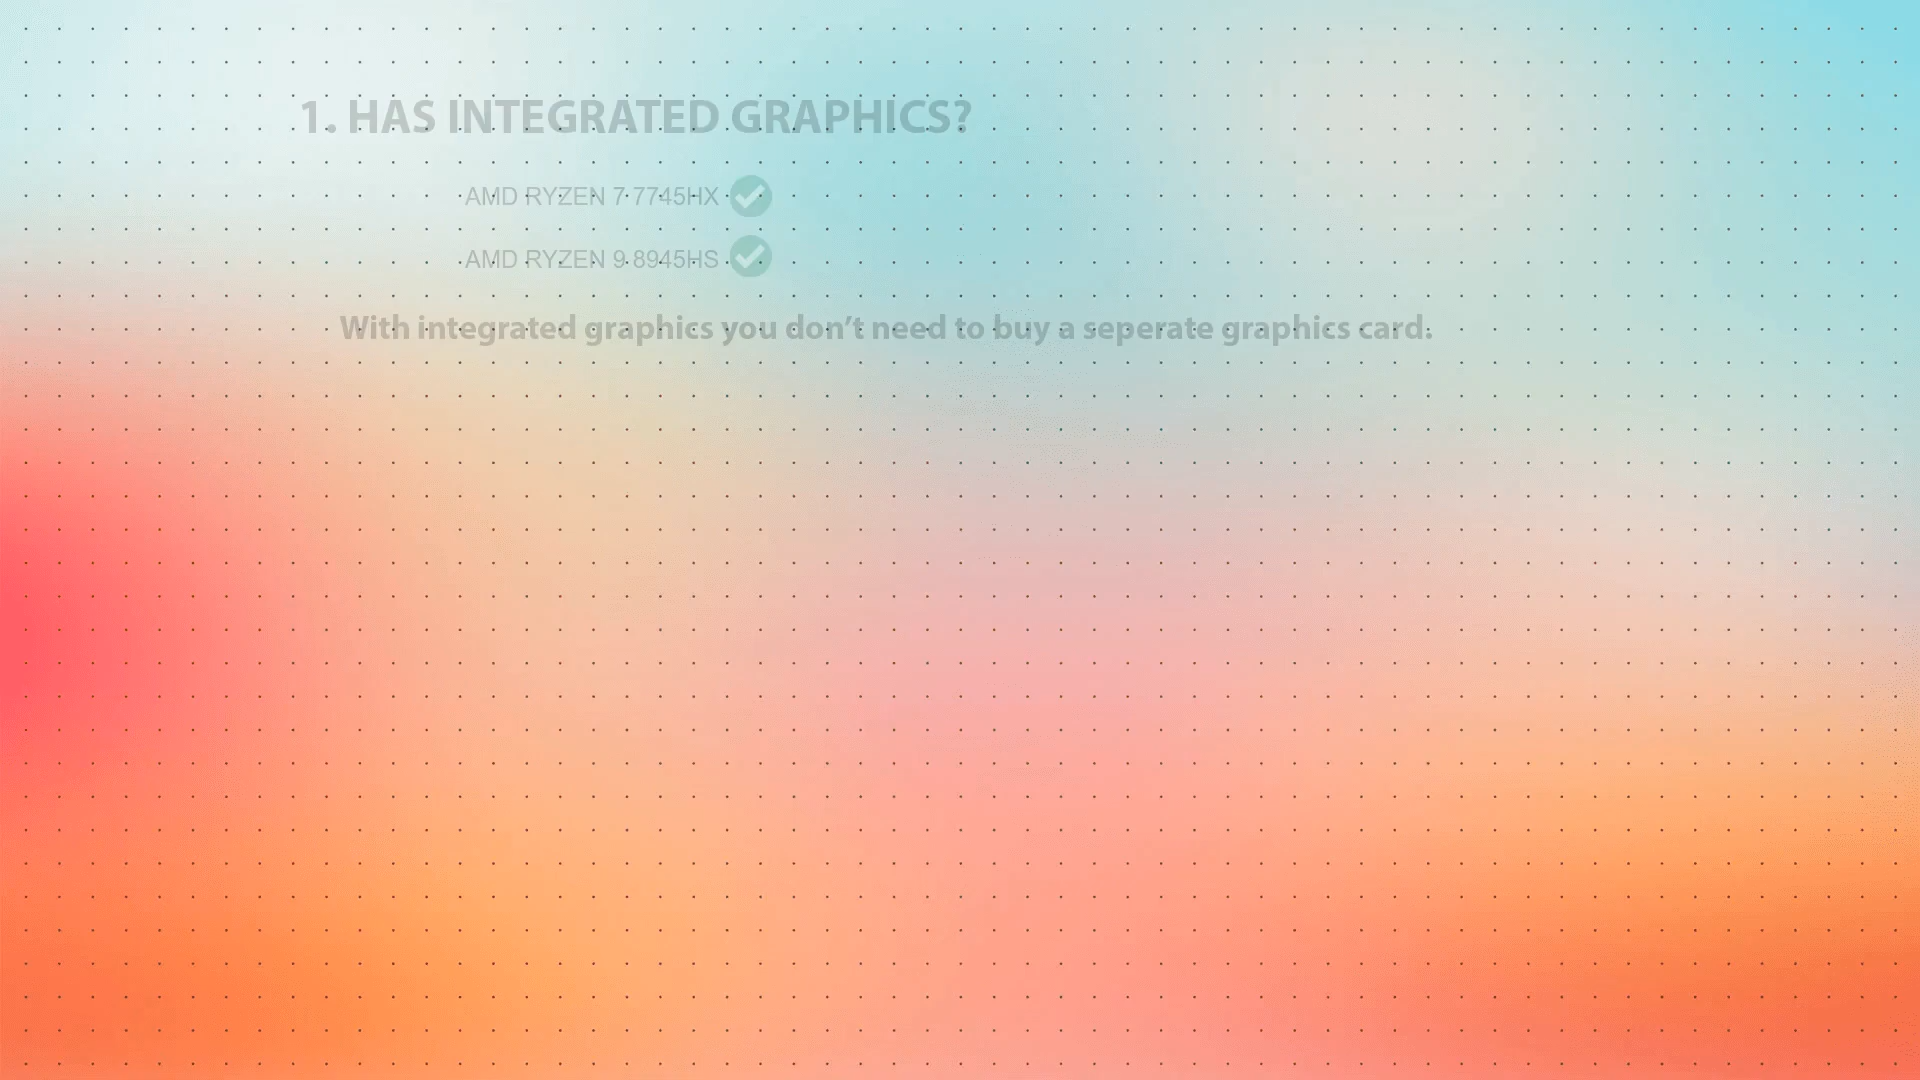 1. HAS INTEGRATED GRAPHICS?
AMD RYZEN 7 7745HX
AMD RYZEN 9 8945HS
With integrated graphics you don’t need to buy a seperate graphics card.